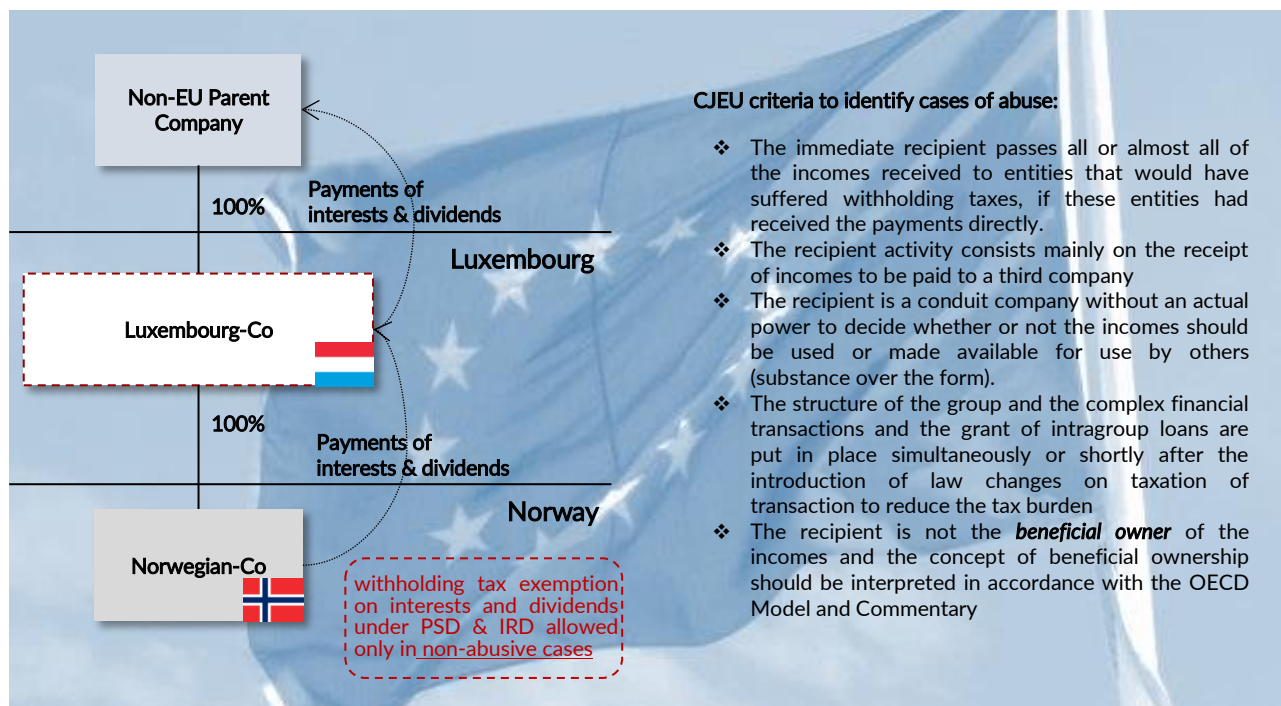 Non-EU Parent
Company
Payments of
interests & dividends
100%
Luxembourg
Luxembourg-Co
100%
Payments of
interests & dividends
Norway
Norwegian-Co
withholding tax exemption
on interests and dividends
under PSD & IRD allowed
only in non-abusive cases
CJEU criteria to identify cases of abuse:
❖ The immediate recipient passes all or almost all of
the incomes received to entities that would have
suffered withholding taxes, if these entities had
received the payments directly.
❖ The recipient activity consists mainly on the receipt
of incomes to be paid to a third company
❖ The recipient is a conduit company without an actual
power to decide whether or not the incomes should
be used or made available for use by others
(substance over the form).
❖ The structure of the group and the complex financial
transactions and the grant of intragroup loans are
put in place simultaneously or shortly after the
introduction of law changes on taxation of
transaction to reduce the tax burden
❖ The recipient is not the beneficial owner of the
incomes and the concept of beneficial ownership
should be interpreted in accordance with the OECD
Model and Commentary